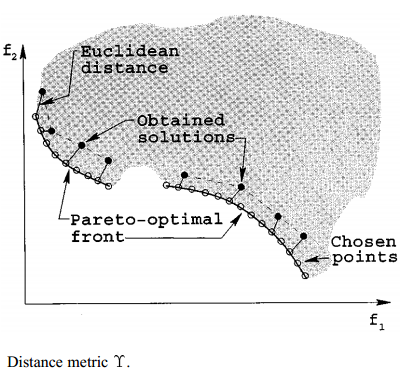 f2
Euclidean
distance
Obtained
solutions
Pareto-optimal
front
Chosen
points
f1
Distance metric ϒ.